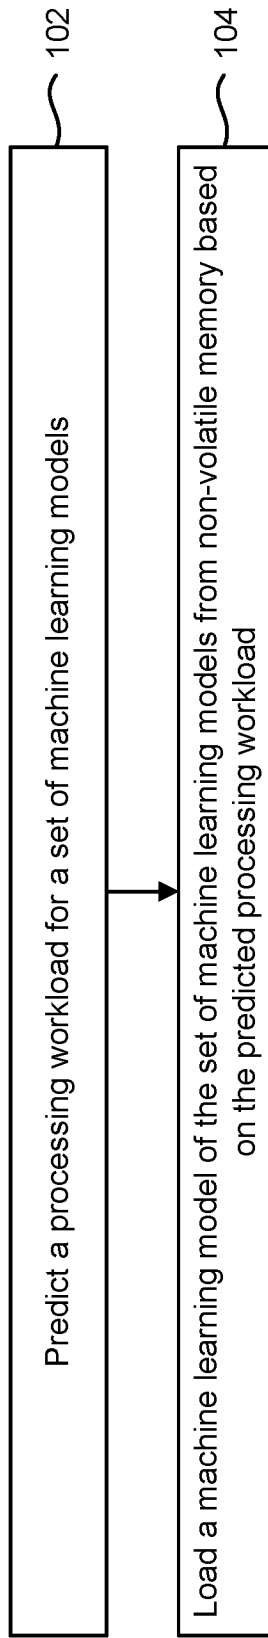 Predict a processing workload for a set of machine learning models
102
Load a machine learning model of the set of machine learning models from non-volatile memory based
on the predicted processing workload
104